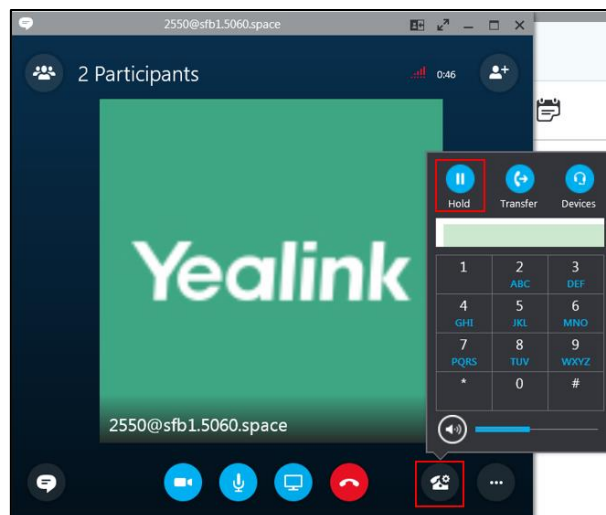 2550@sfb1.5060.space
2 Participants
0:46
Hold Transfer Devices
Yealink
1 2 3
ABC DEF
4 5 6
GHI JKL MNO
7 8 9
PQRS TUV WXYZ
* 0 #
2550@sfb1.5060.space